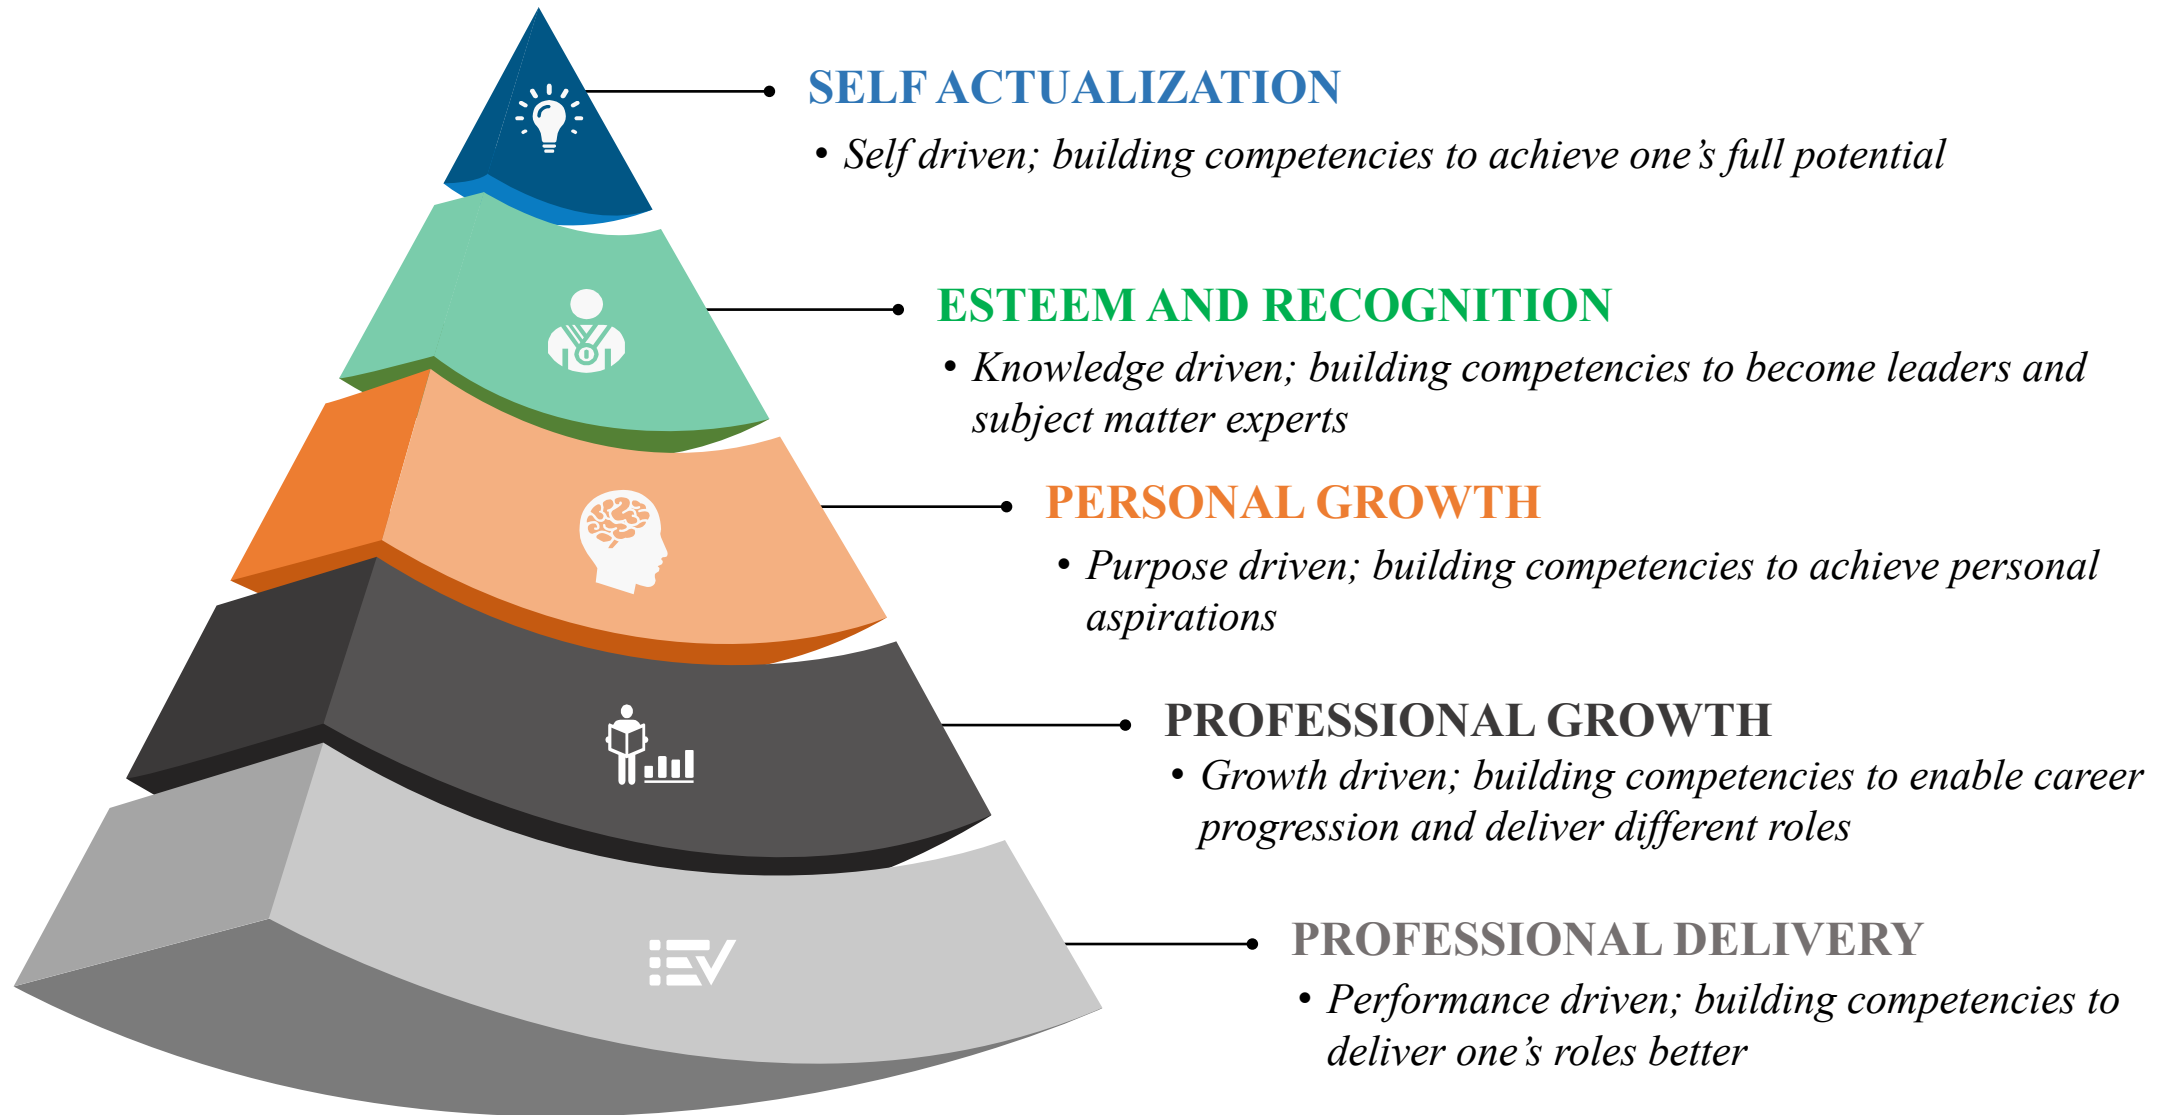 SELF ACTUALIZATION
• Self driven; building competencies to achieve one’s full potential
ESTEEM AND RECOGNITION
• Knowledge driven; building competencies to become leaders and
subject matter experts
PERSONAL GROWTH
• Purpose driven; building competencies to achieve personal
aspirations
PROFESSIONAL GROWTH
• Growth driven; building competencies to enable career
progression and deliver different roles
PROFESSIONAL DELIVERY
• Performance driven; building competencies to
deliver one’s roles better